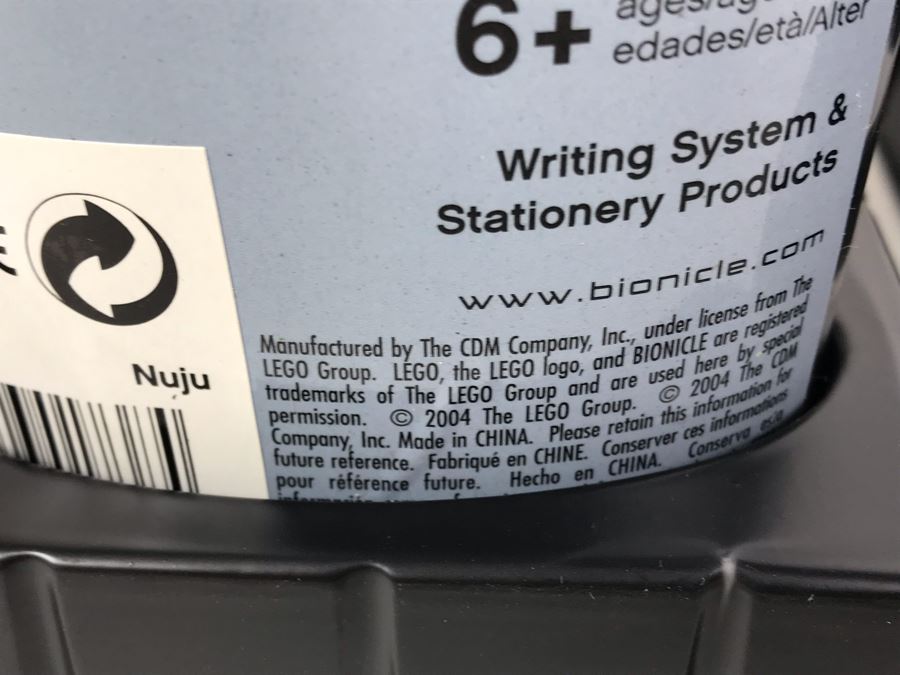 6+
edades/età/Alter
Writing System &
Stationery Products
www.bionicle.com
Nuju
Manufactured by The CDM Company, Inc., under license from The
LEGO Group. LEGO, the LEGO logo, and BIONICLE are registered
trademarks of The LEGO Group and are used here by special
permission. © 2004 The LEGO Group. © 2004 The CDM
Company, Inc. Made in CHINA. Please retain this information for
future reference. Fabriqué en CHINE. Conserver ces informations
pour référence future. Hecho en CHINA. Conserva esta